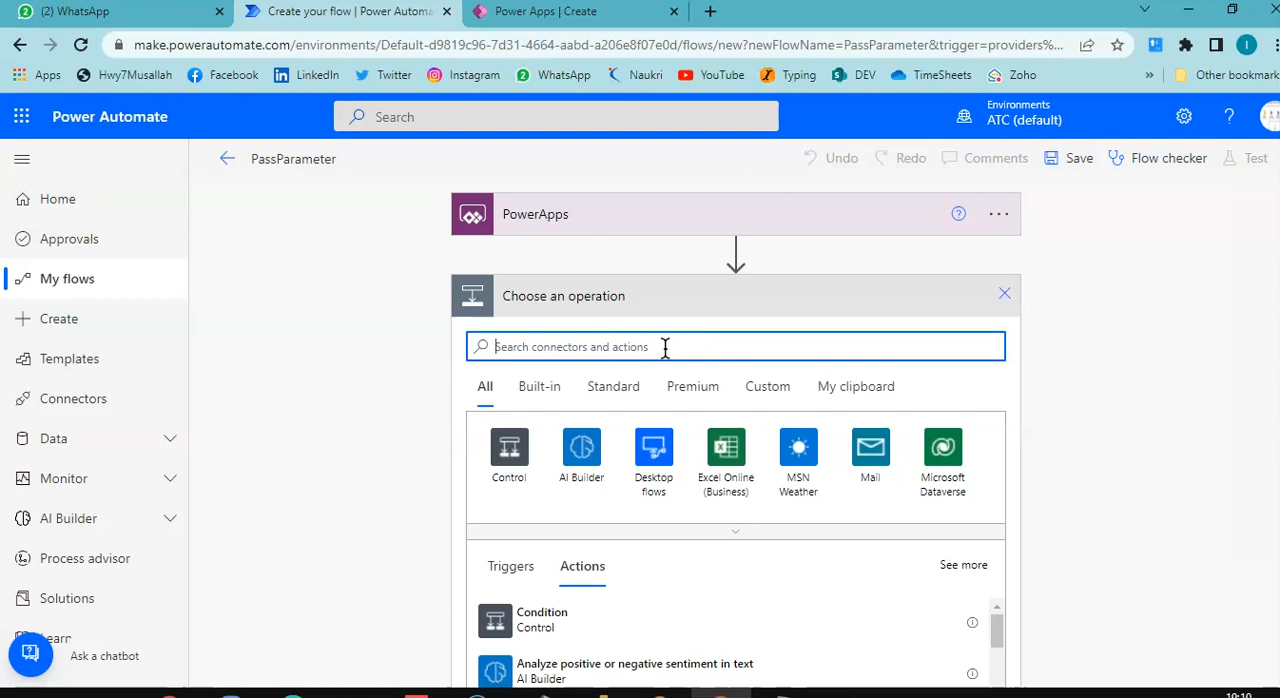 (2) WhatsApp
Create your flow | Power Automa
Power Apps | Create
make.powerautomate.com/environments/Default-d9819c96-7d31-4664-aabd-a206e8f07e0d/flows/new?newFlowName=PassParameter&trigger=providers%...
Apps Hwy7Musallah Facebook LinkedIn Twitter Instagram WhatsApp Naukri YouTube Typing DEV TimeSheets Zoho » Other bookmark
Power Automate
Search
Environments
ATC (default)
PassParameter
Undo Redo Comments Save Flow checker Test
Home
Approvals
My flows
Create
Templates
Connectors
Data
Monitor
AI Builder
Process advisor
Solutions
Learn
Ask a chatbot
PowerApps
Choose an operation
Search connectors and actions
All Built-in Standard Premium Custom My clipboard
Control
AI Builder
Desktop
flows
Excel Online
(Business)
MSN
Weather
Mail
Microsoft
Dataverse
Triggers Actions See more
Condition
Control
Analyze positive or negative sentiment in text
AI Builder
19:10